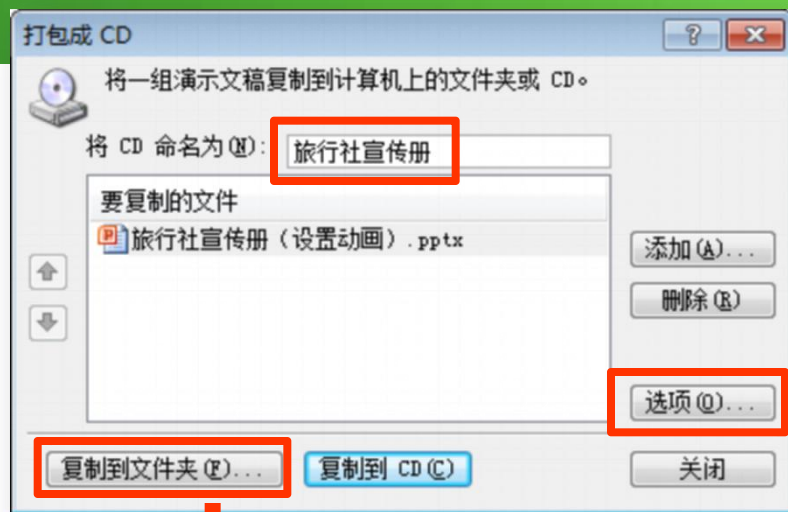 打包成 CD
将一组演示文稿复制到计算机上的文件夹或 CD。
将 CD 命名为(N): 旅行社宣传册
要复制的文件
旅行社宣传册（设置动画）.pptx
添加(A)...
删除(R)
选项(O)...
复制到文件夹(F)... 复制到 CD(C) 关闭